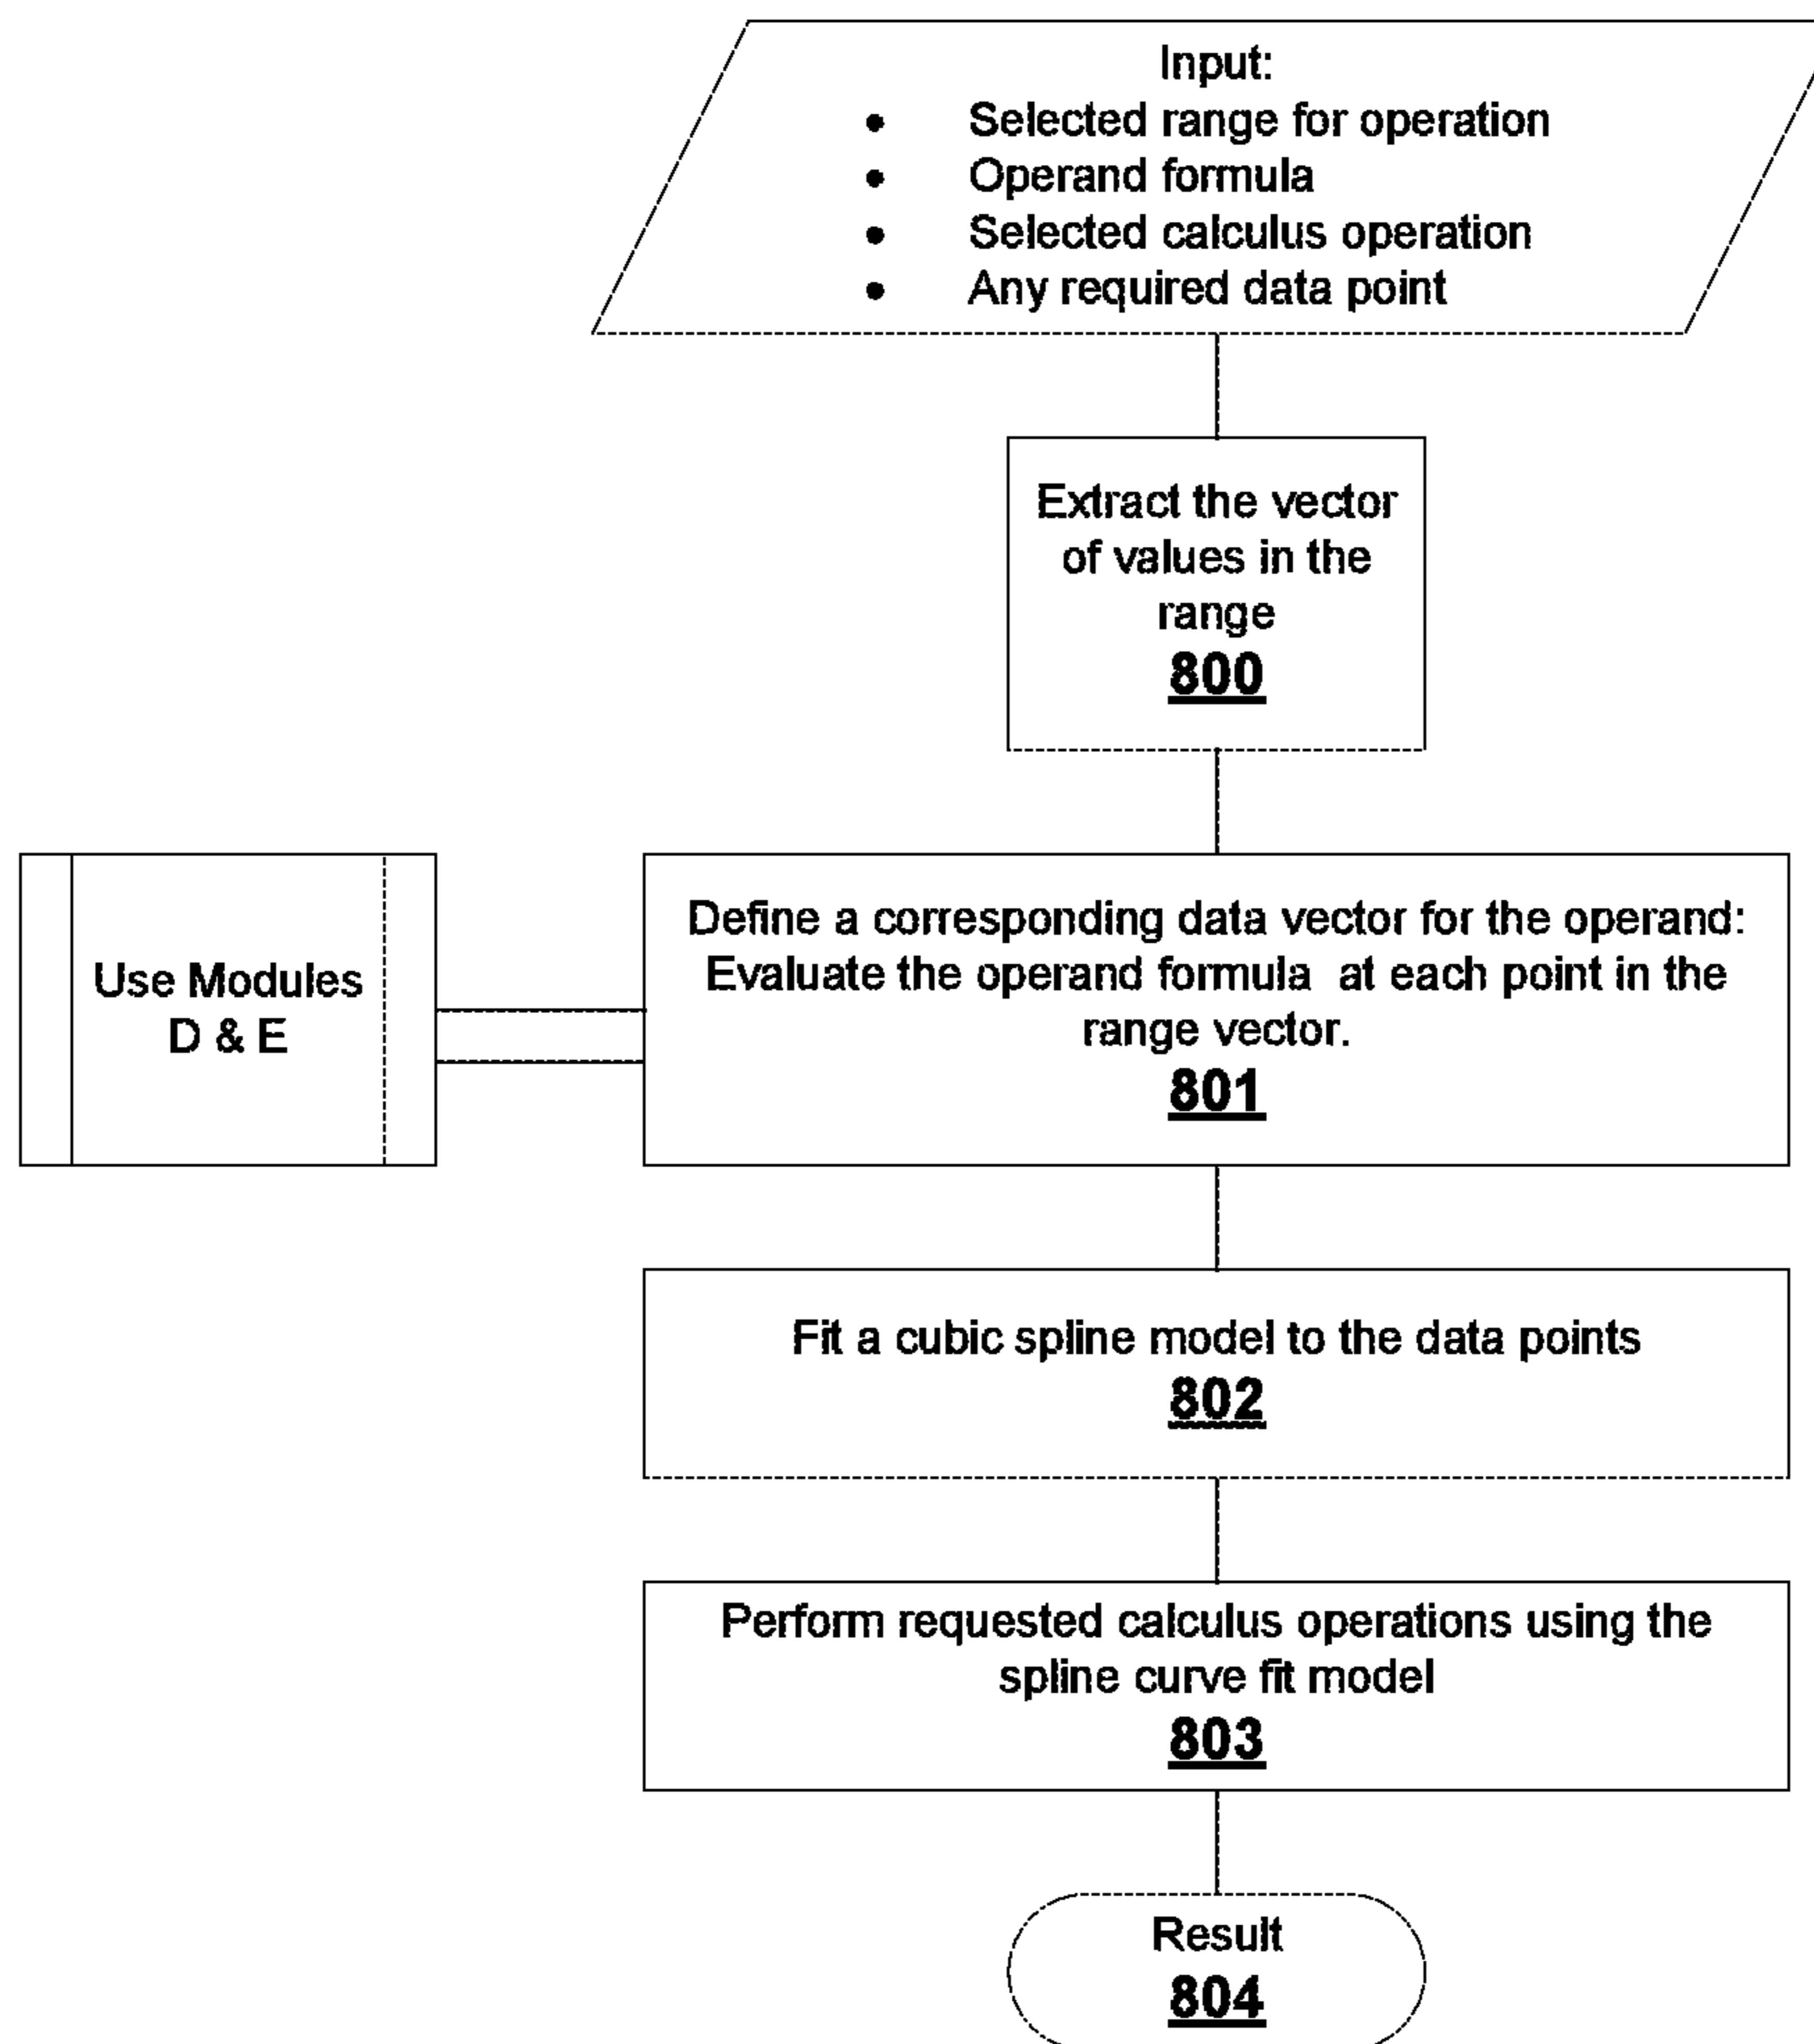 Input:
• Selected range for operation
• Operand formula
• Selected calculus operation
• Any required data point
Extract the vector
of values in the
range
800
Use Modules
D & E
Define a corresponding data vector for the operand:
Evaluate the operand formula at each point in the
range vector.
801
Fit a cubic spline model to the data points
802
Perform requested calculus operations using the
spline curve fit model
803
Result
804